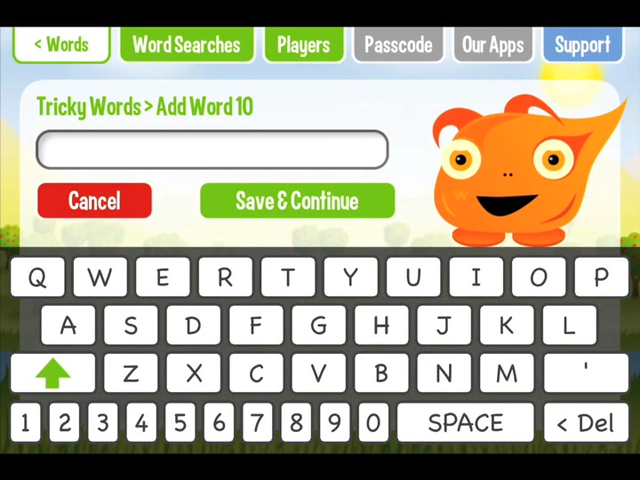 < Words Word Searches Players Passcode Our Apps Support
Tricky Words > Add Word 10
Cancel Save & Continue
Q W E R T Y U I O P
A S D F G H J K L
Z X C V B N M '
1 2 3 4 5 6 7 8 9 0 SPACE < Del